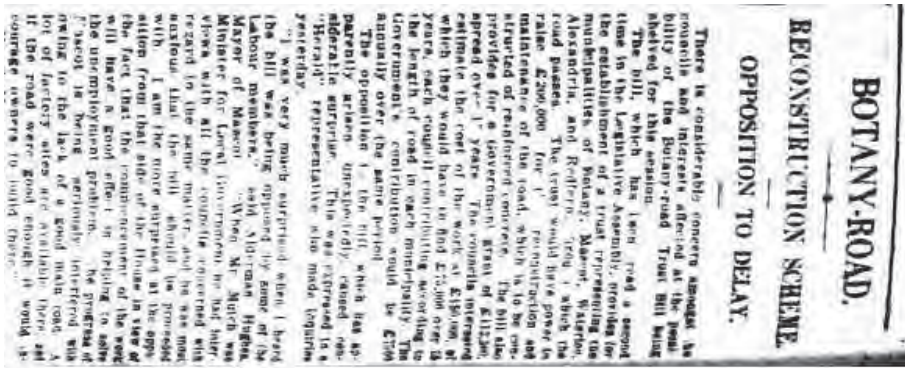 BOTANY-ROAD.
RECONSTRUCTION SCHEME.
OPPOSITION TO DELAY.
There is considerable concern amongst the
councils and interests affected at the possi-
bility of the Botany-road Trust Bill being
shelved for this session.
The bill, which has been read a second
time in the Legislative Assembly, provides for
the establishment of a trust representing the
municipalities of Botany, Mascot, Waterloo,
Alexandria, and Redfern, through which the
road passes. The trust would have power to
raise £200,000 for reconstruction and
maintenance of the road, which is to be con-
structed of reinforced concrete. The bill also
provides for a Government grant of
spread over years. The councils interested
estimate the cost of the work at £150,000, of
which they would have to find £75,000 over
years, each council contributing according to
the length of road in each municipality. The
Government's contribution would be £7500
annually over the same period.
The opposition to the bill, which has ap-
parently arisen unexpectedly, caused con-
siderable surprise. This was expressed to a
"Herald" representative who made inquiries
yesterday.
"I was very much surprised when I heard
the bill was being opposed by some of the
Labour members," said Alderman Hughes,
Mayor of Mascot. "When Mr. Mutch was
Minister for Local Government he had inter-
views with all the councils concerned with
regard to the same matter, and he was most
anxious that the bill should be proceeded
with. I am the more surprised at the oppo-
sition from that side of the House in view of
the fact that the commencement of the work
will have a good effect in helping to solve
the unemployment problem. The progress of
Mascot is being seriously interfered with
owing to the lack of a good main road. A
lot of factory sites are available there, and
if the road were good enough it would
courage owners to build there."